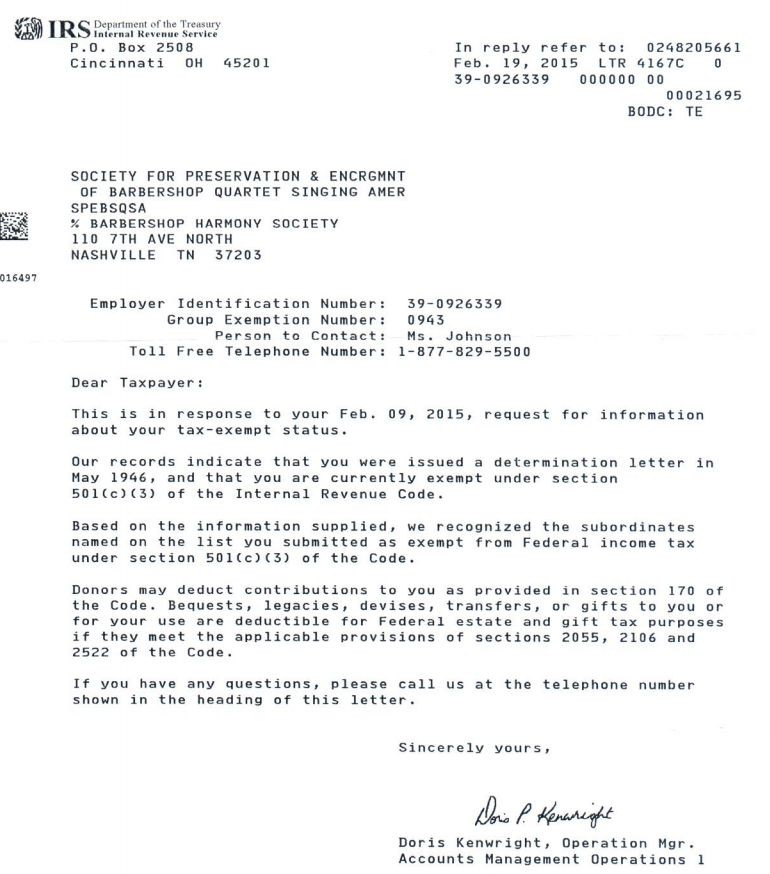 IRS Department of the Treasury
Internal Revenue Service
P.O. Box 2508
Cincinnati OH 45201
In reply refer to: 0248205661
Feb. 19, 2015 LTR 4167C 0
39-0926339 000000 00
00021695
BODC: TE
SOCIETY FOR PRESERVATION & ENCRGMNT
OF BARBERSHOP QUARTET SINGING AMER
SPEBSQSA
% BARBERSHOP HARMONY SOCIETY
110 7TH AVE NORTH
NASHVILLE TN 37203
016497
Employer Identification Number: 39-0926339
Group Exemption Number: 0943
Person to Contact: Ms. Johnson
Toll Free Telephone Number: 1-877-829-5500
Dear Taxpayer:
This is in response to your Feb. 09, 2015, request for information
about your tax-exempt status.
Our records indicate that you were issued a determination letter in
May 1946, and that you are currently exempt under section
501(c)(3) of the Internal Revenue Code.
Based on the information supplied, we recognized the subordinates
named on the list you submitted as exempt from Federal income tax
under section 501(c)(3) of the Code.
Donors may deduct contributions to you as provided in section 170 of
the Code. Bequests, legacies, devises, transfers, or gifts to you or
for your use are deductible for Federal estate and gift tax purposes
if they meet the applicable provisions of sections 2055, 2106 and
2522 of the Code.
If you have any questions, please call us at the telephone number
shown in the heading of this letter.
Sincerely yours,
Doris P. Kenwright
Doris Kenwright, Operation Mgr.
Accounts Management Operations 1